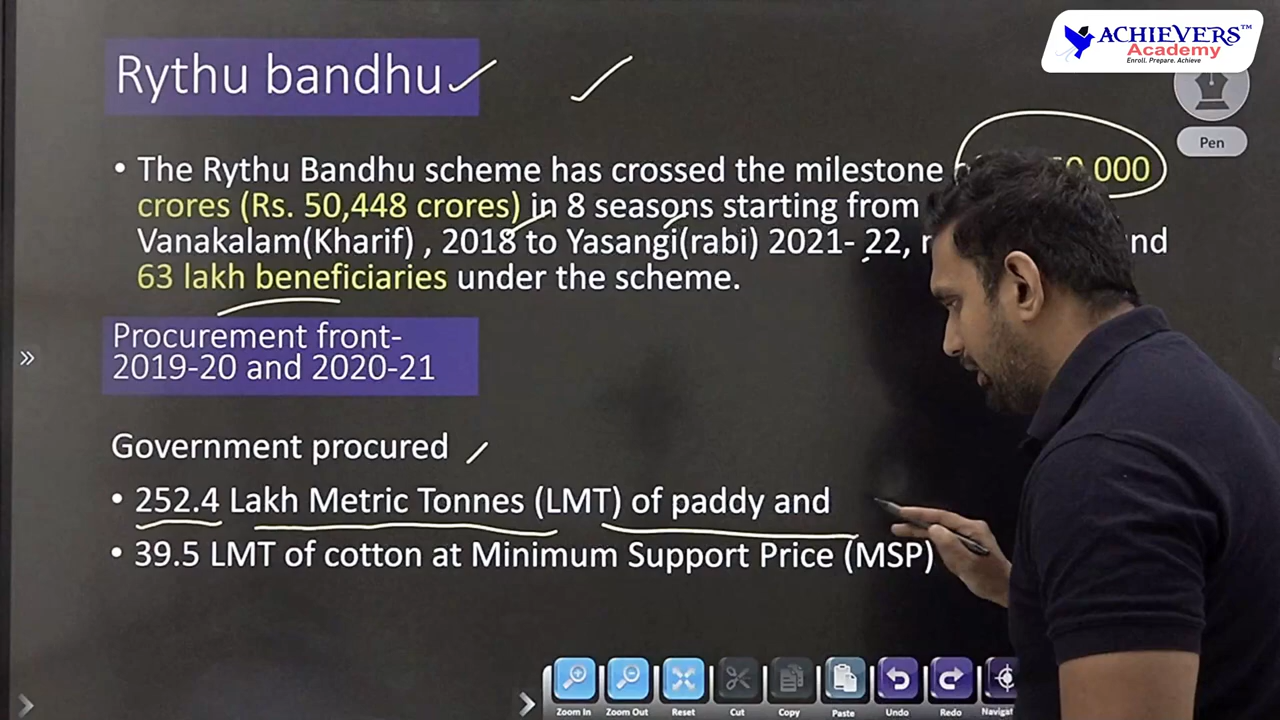 ACHIEVERS™
Academy
Enroll. Prepare. Achieve
Pen
Rythu bandhu
• The Rythu Bandhu scheme has crossed the milestone 000
crores (Rs. 50,448 crores) in 8 seasons starting from
Vanakalam(Kharif) , 2018 to Yasangi(rabi) 2021- 22,
63 lakh beneficiaries under the scheme.
Procurement front-
2019-20 and 2020-21
Government procured
• 252.4 Lakh Metric Tonnes (LMT) of paddy and
• 39.5 LMT of cotton at Minimum Support Price (MSP)
Zoom In Zoom Out Reset Cut Copy Paste Undo Redo